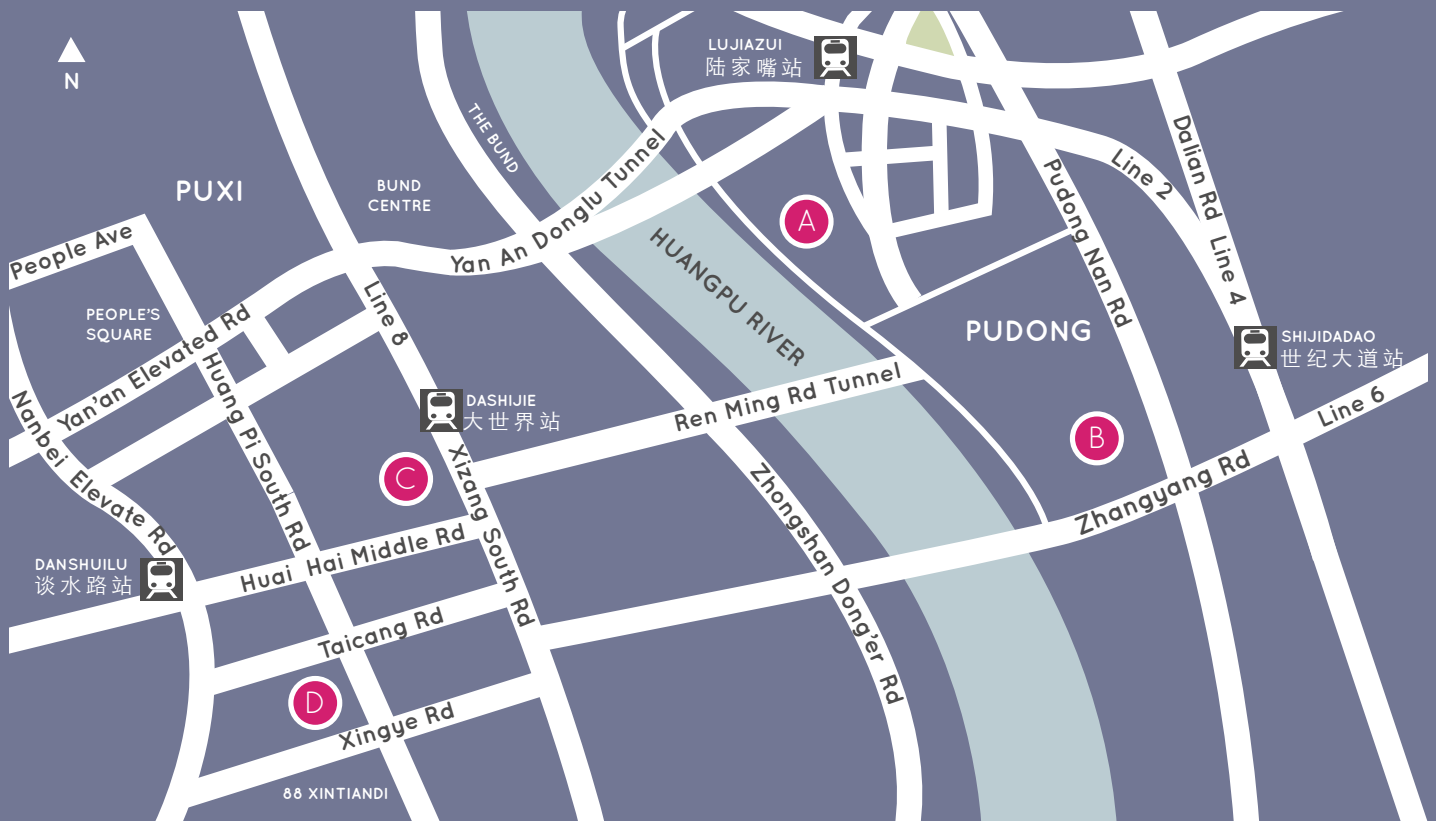 N
PUXI
BUND
CENTRE
THE BUND
LUJIAZUI
陆家嘴站
People Ave
PEOPLE'S
SQUARE
Yan'an Elevated Rd
Nanbei Elevate Rd
Huang Pi South Rd
Line 8
Yan An Donglu Tunnel
HUANGPU RIVER
A
Pudong Nan Rd
Line 2
Dalian Rd Line 4
PUDONG
SHIJIDADAO
世纪大道站
DASHIJIE
大世界站
Ren Ming Rd Tunnel
Line 6
B
C
Xizang South Rd
Zhongshan Dong'er Rd
Zhangyang Rd
DANSHUILU
谈水路站
Huai Hai Middle Rd
Taicang Rd
D
Xingye Rd
88 XINTIANDI